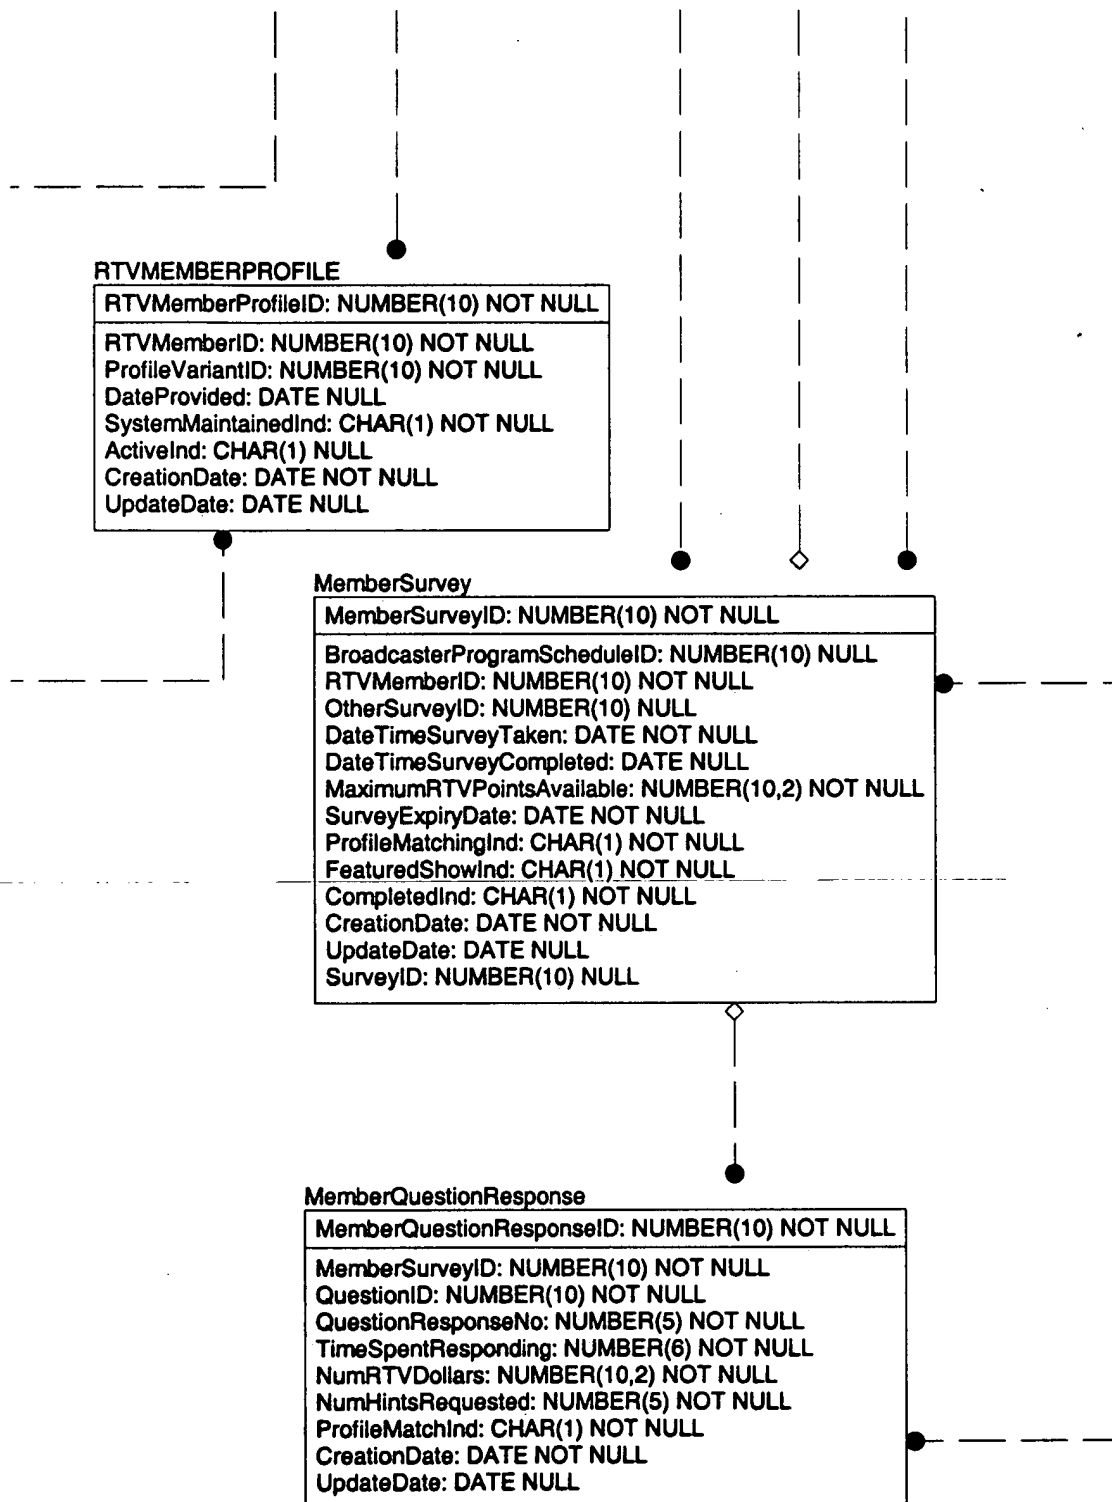 RTVMEMBERPROFILE
RTVMemberProfileID: NUMBER(10) NOT NULL
RTVMemberID: NUMBER(10) NOT NULL
ProfileVariantID: NUMBER(10) NOT NULL
DateProvided: DATE NULL
SystemMaintainedInd: CHAR(1) NOT NULL
ActiveInd: CHAR(1) NULL
CreationDate: DATE NOT NULL
UpdateDate: DATE NULL
MemberSurvey
MemberSurveyID: NUMBER(10) NOT NULL
BroadcasterProgramScheduleID: NUMBER(10) NULL
RTVMemberID: NUMBER(10) NOT NULL
OtherSurveyID: NUMBER(10) NULL
DateTimeSurveyTaken: DATE NOT NULL
DateTimeSurveyCompleted: DATE NULL
MaximumRTVPointsAvailable: NUMBER(10,2) NOT NULL
SurveyExpiryDate: DATE NOT NULL
ProfileMatchingInd: CHAR(1) NOT NULL
FeaturedShowInd: CHAR(1) NOT NULL
CompletedInd: CHAR(1) NOT NULL
CreationDate: DATE NOT NULL
UpdateDate: DATE NULL
SurveyID: NUMBER(10) NULL
MemberQuestionResponse
MemberQuestionResponseID: NUMBER(10) NOT NULL
MemberSurveyID: NUMBER(10) NOT NULL
QuestionID: NUMBER(10) NOT NULL
QuestionResponseNo: NUMBER(5) NOT NULL
TimeSpentResponding: NUMBER(6) NOT NULL
NumRTVDollars: NUMBER(10,2) NOT NULL
NumHintsRequested: NUMBER(5) NOT NULL
ProfileMatchInd: CHAR(1) NOT NULL
CreationDate: DATE NOT NULL
UpdateDate: DATE NULL